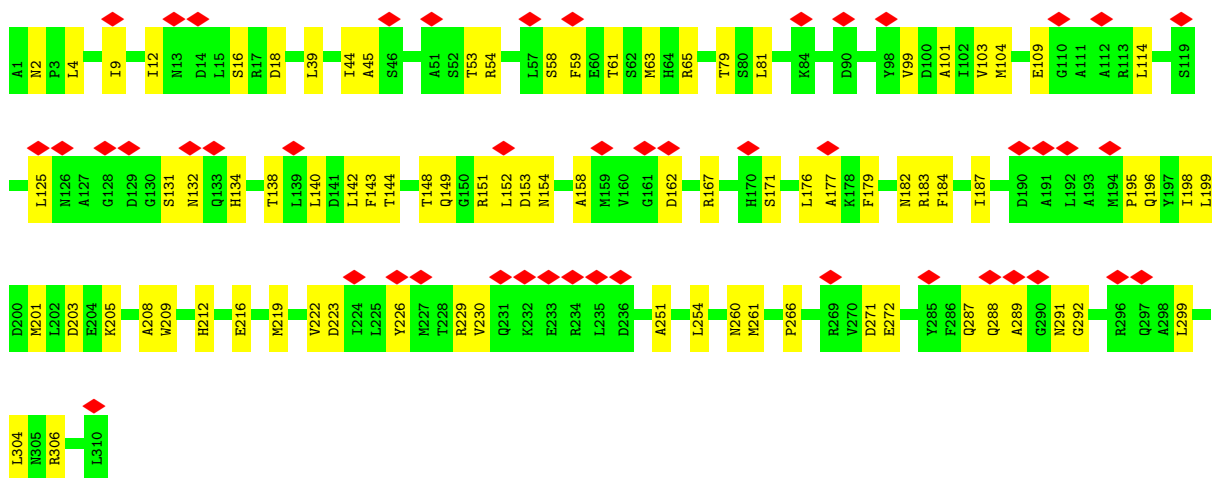 A1 N2 P3 L4 I9 I12 N13 D14 L15 S16 R17 D18 L39 I44 A45 S46 A51 S52 T53 R54 L57 S58 F59 E60 T61 S62 M63 H64 R65 T79 S80 L81 K84 D90 Y98 V99 D100 A101 I102 V103 M104 E109 G110 A111 A112 R113 L114 S119
L125 N126 A127 G128 D129 G130 S131 N132 Q133 H134 T138 L139 L140 D141 L142 F143 T144 T148 Q149 G150 R151 L152 D153 N154 A158 M159 V160 G161 D162 R167 H170 S171 L176 A177 K178 F179 N182 R183 F184 I187 D190 A191 L192 A193 M194 P195 Q196 Y197 I198 L199
D200 M201 L202 D203 E204 K205 A208 W209 H212 E216 M219 V222 D223 I224 L225 Y226 M227 T228 R229 V230 Q231 K232 E233 R234 L235 D236 A251 L254 N260 M261 P266 R269 V270 D271 E272 Y285 F286 Q287 Q288 A289 G290 N291 G292 R296 Q297 A298 L299
L304 N305 R306 L310